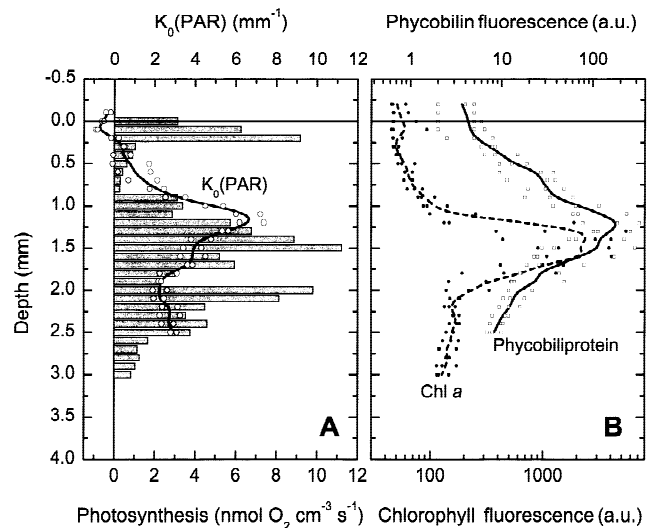 K0(PAR) (mm-1)
Phycobilin fluorescence (a.u.)
0 2 4 6 8 10 12
1 10 100
-0.5
0.0
0.5
1.0
1.5
2.0
2.5
3.0
3.5
4.0
Depth (mm)
K0(PAR)
Phycobiliprotein
Chl a
A
B
0 2 4 6 8 10 12
100 1000
Photosynthesis (nmol O2 cm-3 s-1)
Chlorophyll fluorescence (a.u.)